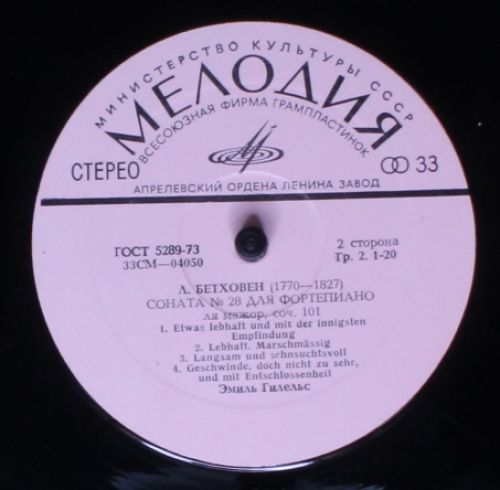 МИНИСТЕРСТВО КУЛЬТУРЫ СССР
МЕЛОДИЯ
ВСЕСОЮЗНАЯ ФИРМА ГРАМПЛАСТИНОК
СТЕРЕО
33
АПРЕЛЕВСКИЙ ОРДЕНА ЛЕНИНА ЗАВОД
ГОСТ 5289-73
33СМ—04050
2 сторона
Гр. 2. 1-20
Л. БЕТХОВЕН (1770—1827)
СОНАТА № 28 ДЛЯ ФОРТЕПИАНО
ля мажор, соч. 101
1. Etwas lebhaft und mit der innigsten
Empfindung
2. Lebhaft. Marschmässig
3. Langsam und sehnsuchtsvoll
4. Geschwinde, doch nicht zu sehr,
und mit Entschlossenheit
Эмиль Гилельс